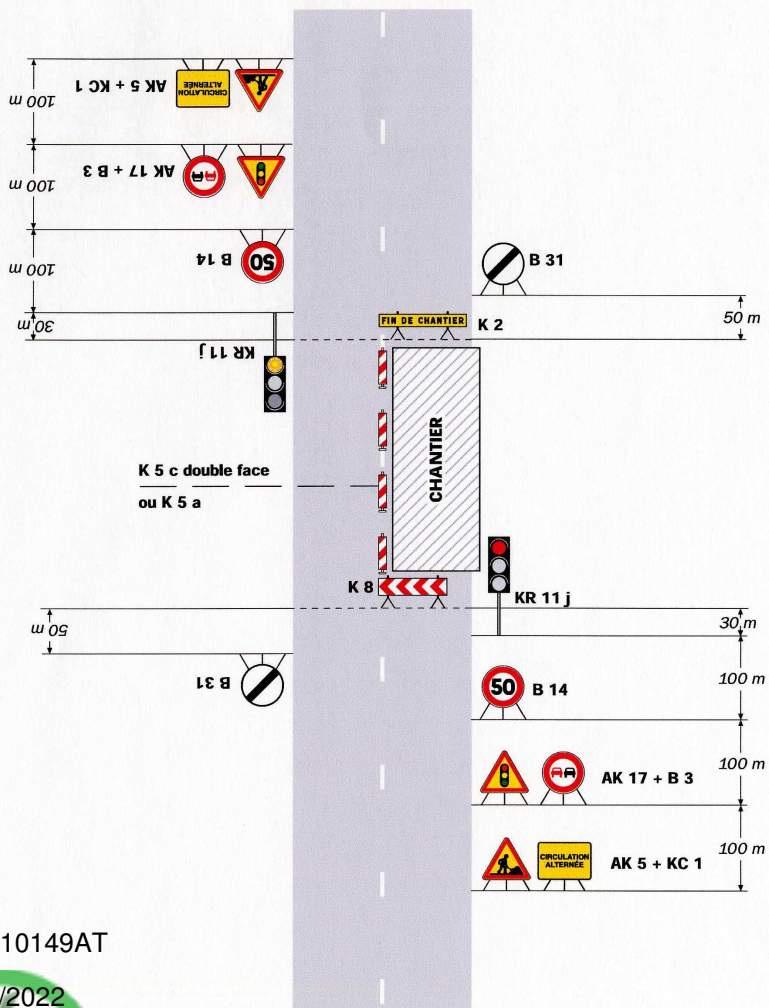 100 m
AK 5 + KC 1
CIRCULATION
ALTERNÉE
100 m
AK 17 + B 3
100 m
B 14
50
30 m
KR 11 j
B 31
FIN DE CHANTIER
K 2
50 m
CHANTIER
K 5 c double face
ou K 5 a
K 8
KR 11 j
50 m
B 31
30 m
50
B 14
100 m
AK 17 + B 3
100 m
CIRCULATION
ALTERNÉE
AK 5 + KC 1
100 m
10149AT
/2022